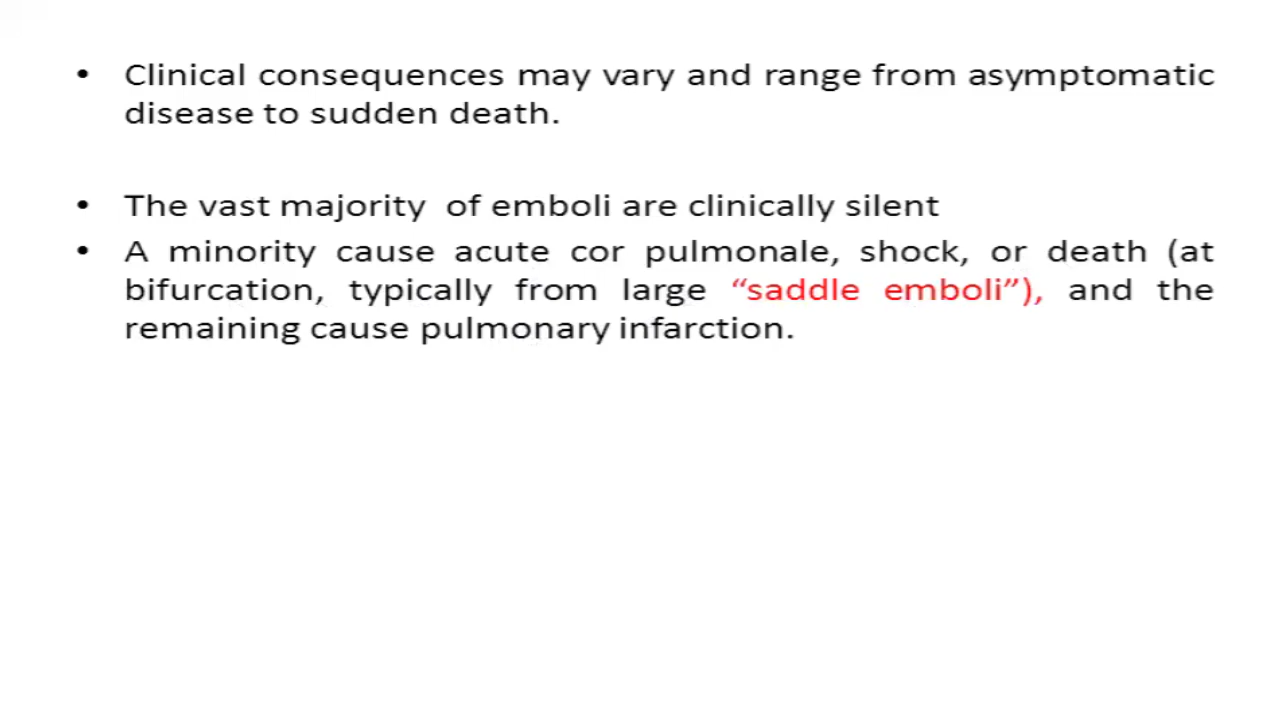 • Clinical consequences may vary and range from asymptomatic
disease to sudden death.
• The vast majority of emboli are clinically silent
• A minority cause acute cor pulmonale, shock, or death (at
bifurcation, typically from large “saddle emboli”), and the
remaining cause pulmonary infarction.